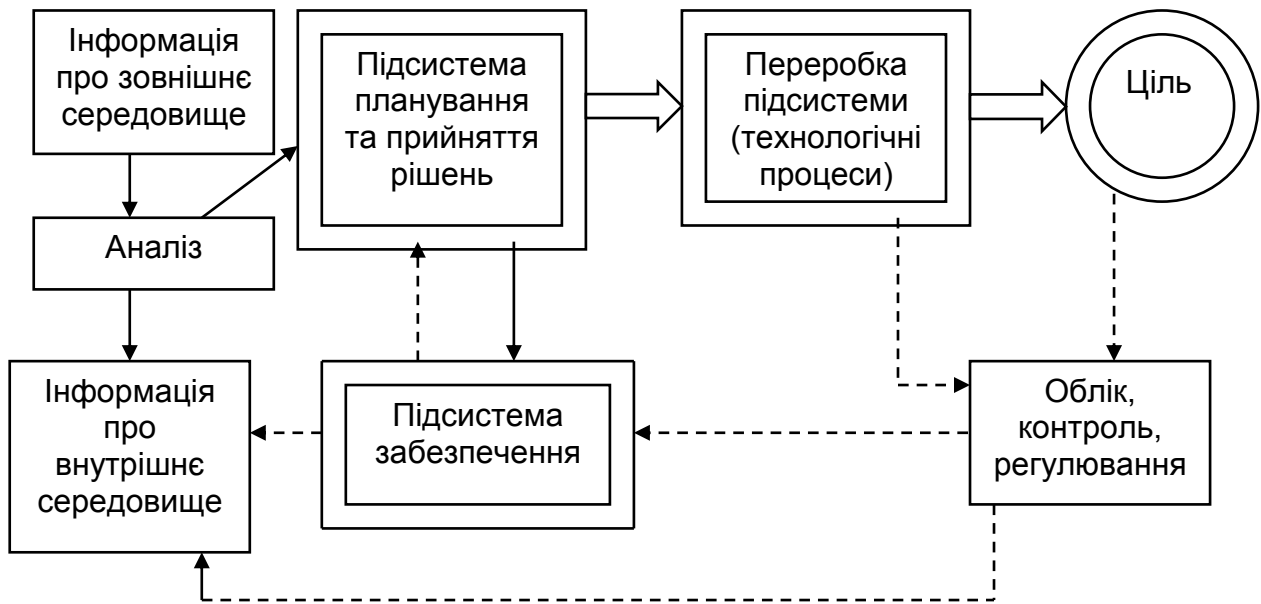 Інформація
про зовнішнє
середовище
Підсистема
планування
та прийняття
рішень
Переробка
підсистеми
(технологічні
процеси)
Ціль
Аналіз
Інформація
про
внутрішнє
середовище
Підсистема
забезпечення
Облік,
контроль,
регулювання